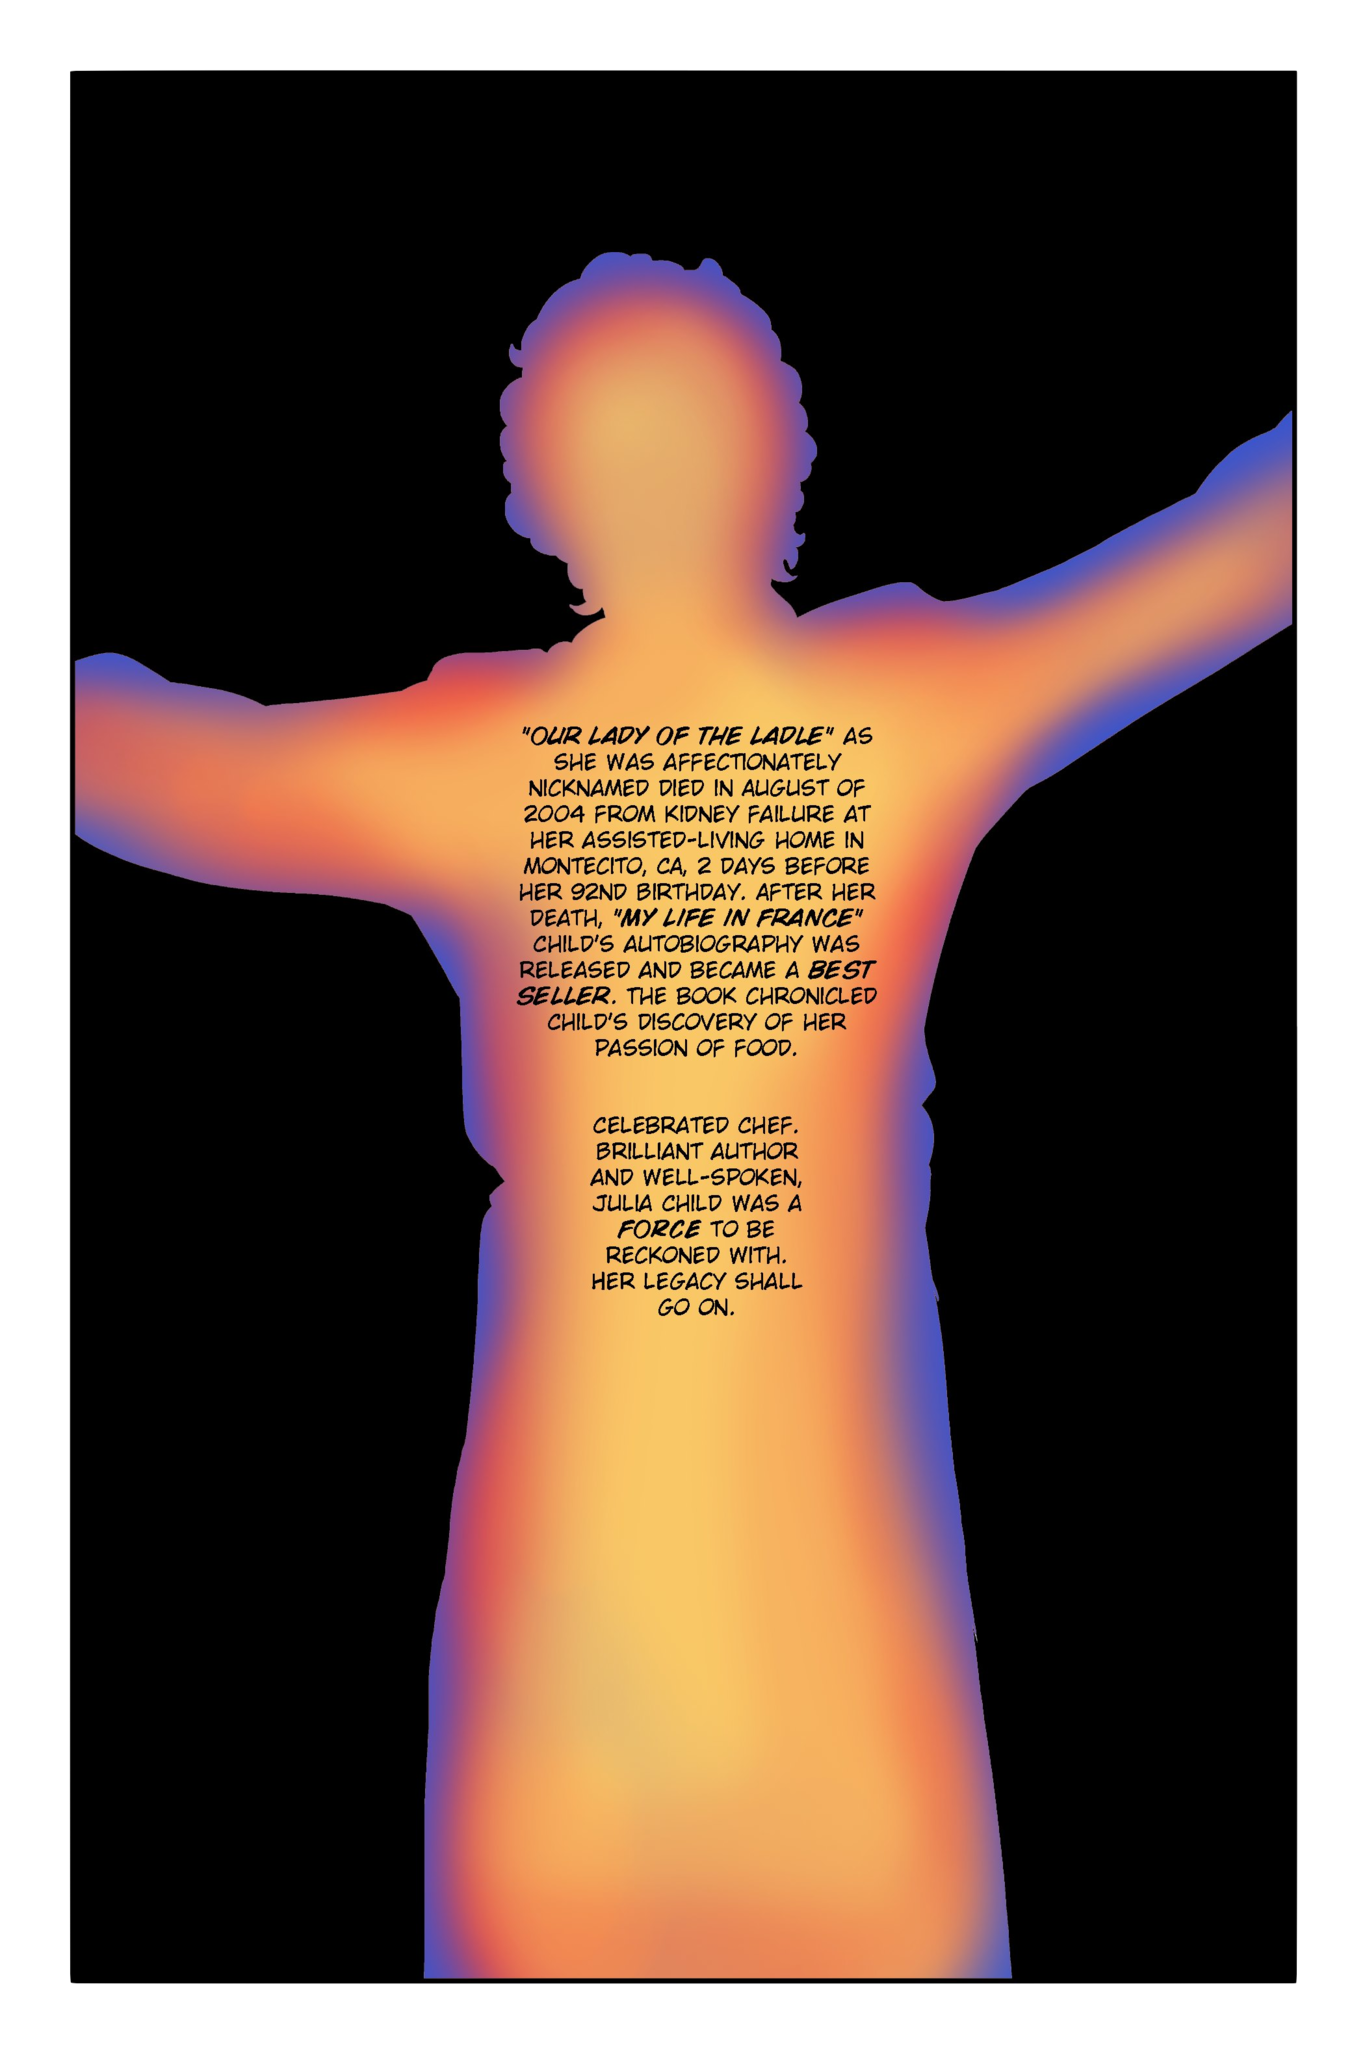 "OUR LADY OF THE LADLE" AS
SHE WAS AFFECTIONATELY
NICKNAMED DIED IN AUGUST OF
2004 FROM KIDNEY FAILURE AT
HER ASSISTED-LIVING HOME IN
MONTECITO, CA, 2 DAYS BEFORE
HER 92ND BIRTHDAY. AFTER HER
DEATH, "MY LIFE IN FRANCE"
CHILD'S AUTOBIOGRAPHY WAS
RELEASED AND BECAME A BEST
SELLER. THE BOOK CHRONICLED
CHILD'S DISCOVERY OF HER
PASSION OF FOOD.
CELEBRATED CHEF.
BRILLIANT AUTHOR
AND WELL-SPOKEN,
JULIA CHILD WAS A
FORCE TO BE
RECKONED WITH.
HER LEGACY SHALL
GO ON.